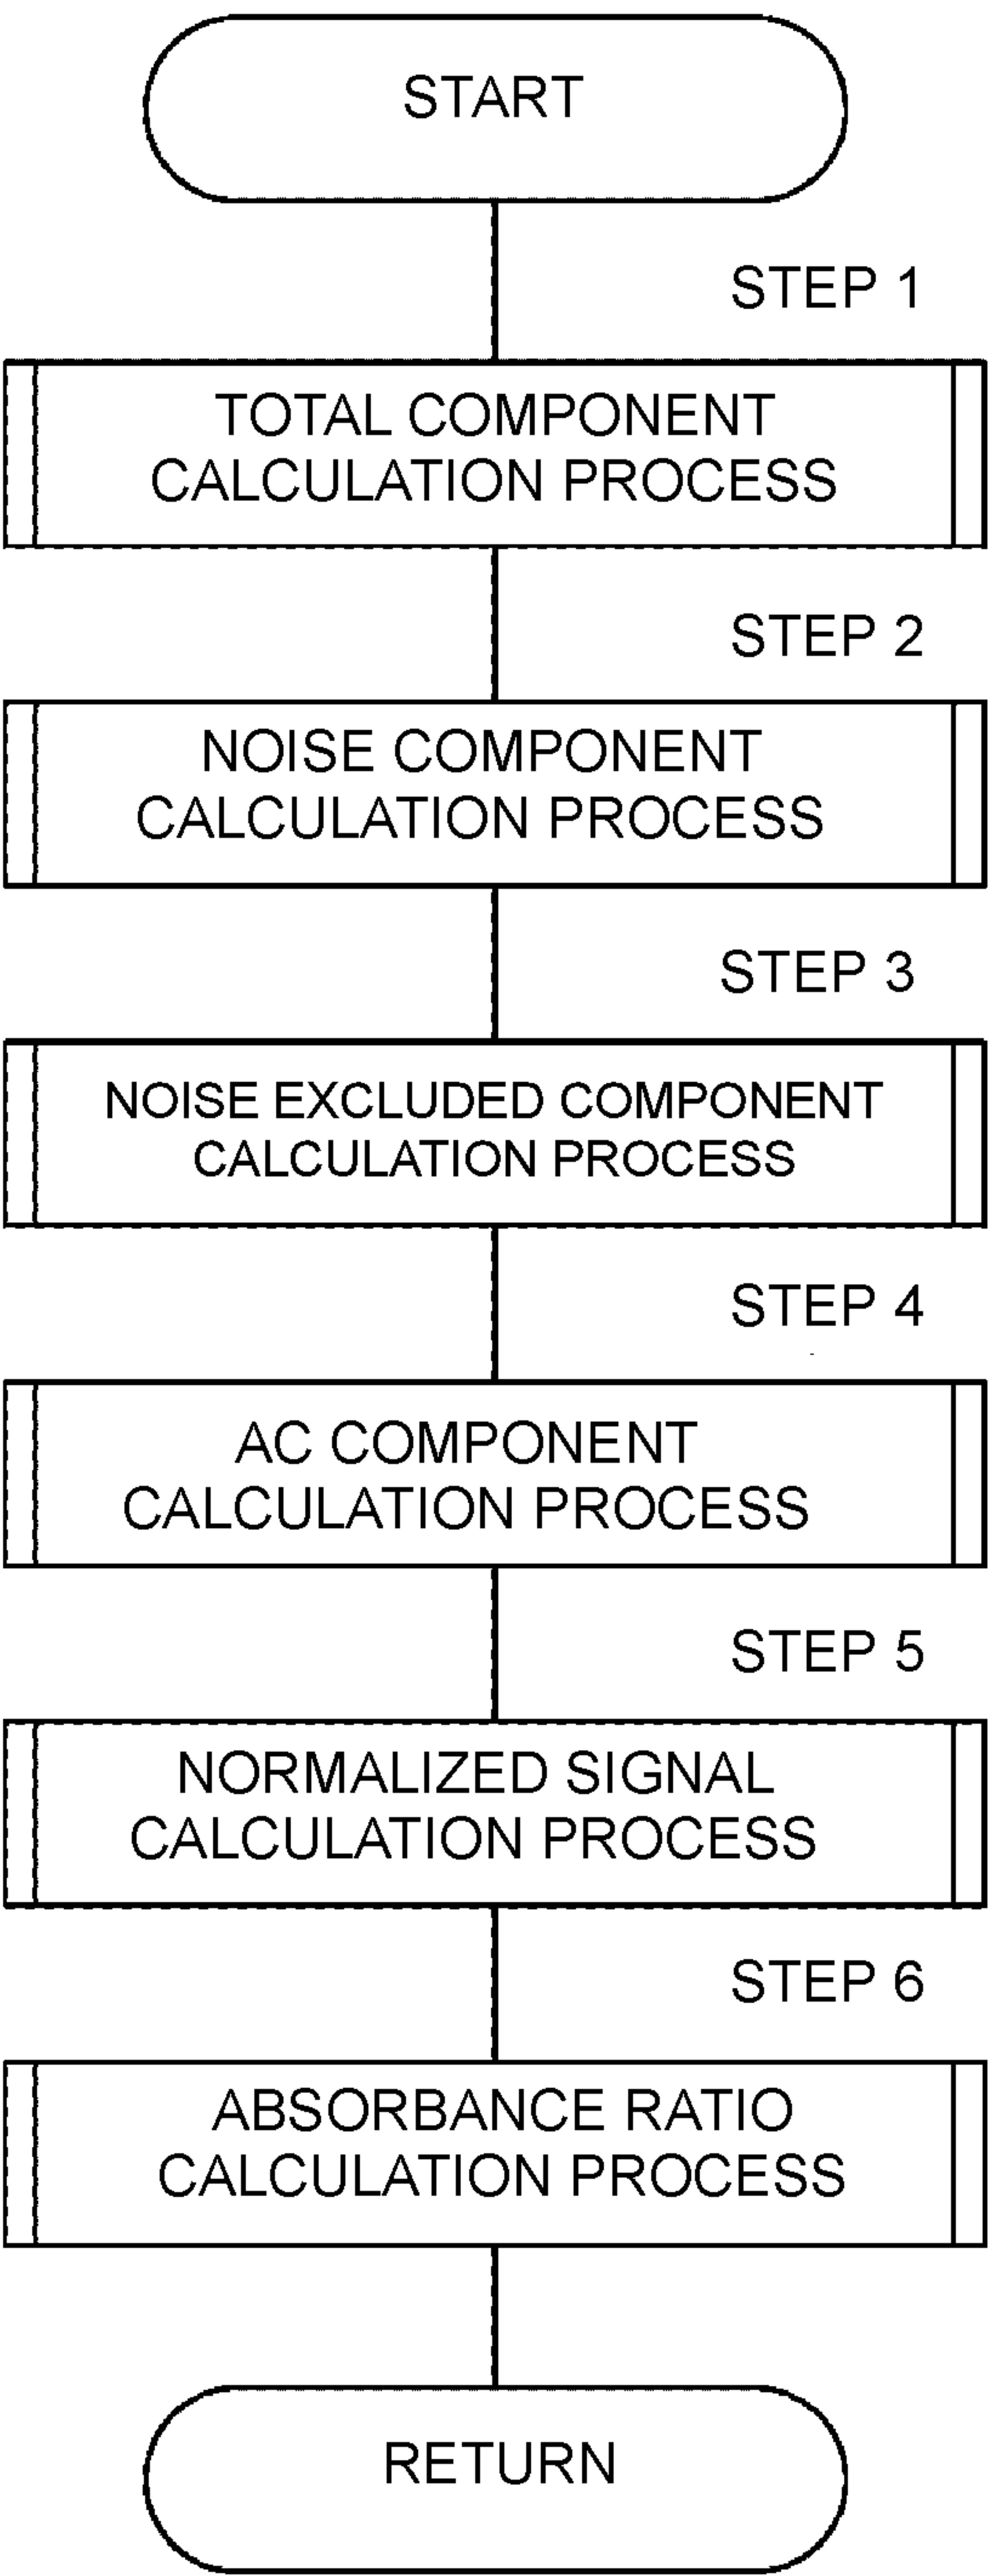 START
STEP 1
TOTAL COMPONENT
CALCULATION PROCESS
STEP 2
NOISE COMPONENT
CALCULATION PROCESS
STEP 3
NOISE EXCLUDED COMPONENT
CALCULATION PROCESS
STEP 4
AC COMPONENT
CALCULATION PROCESS
STEP 5
NORMALIZED SIGNAL
CALCULATION PROCESS
STEP 6
ABSORBANCE RATIO
CALCULATION PROCESS
RETURN